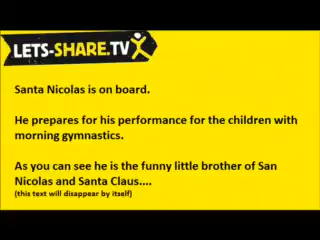 LETS-SHARE.TV
Santa Nicolas is on board.
He prepares for his performance for the children with
morning gymnastics.
As you can see he is the funny little brother of San
Nicolas and Santa Claus....
(this text will disappear by itself)